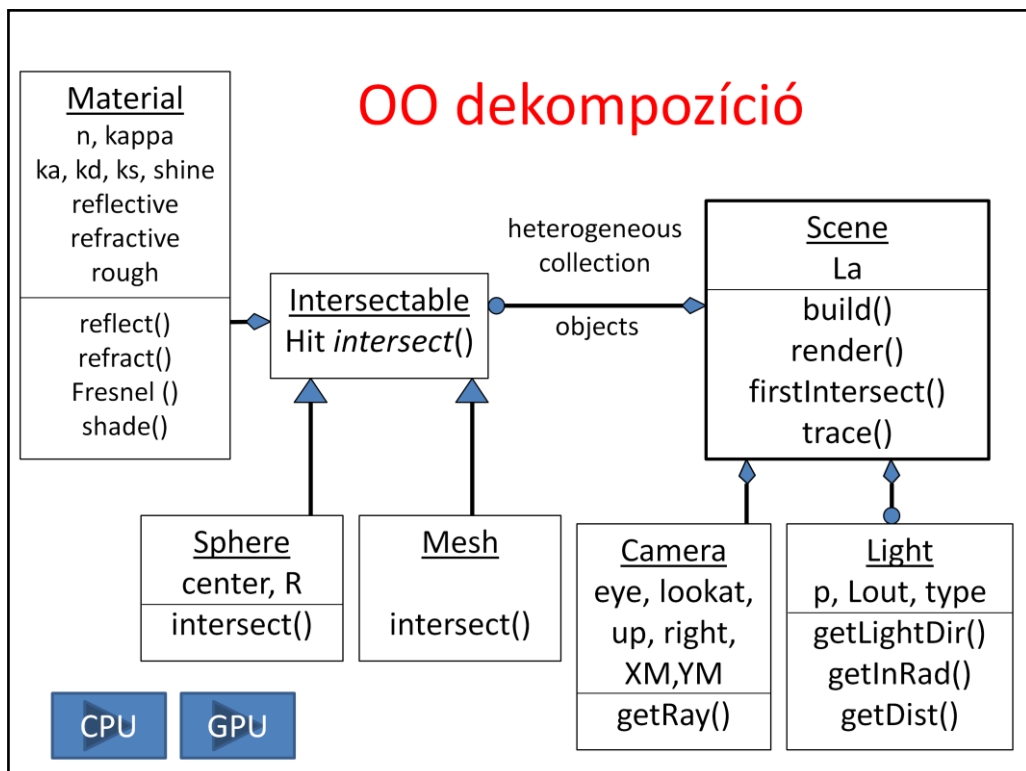 OO dekompozíció
Material
n, kappa
ka, kd, ks, shine
reflective
refractive
rough
reflect()
refract()
Fresnel ()
shade()
Intersectable
Hit intersect()
heterogeneous
collection
objects
Scene
La
build()
render()
firstIntersect()
trace()
Sphere
center, R
intersect()
Mesh
intersect()
Camera
eye, lookat,
up, right,
XM,YM
getRay()
Light
p, Lout, type
getLightDir()
getInRad()
getDist()
CPU
GPU